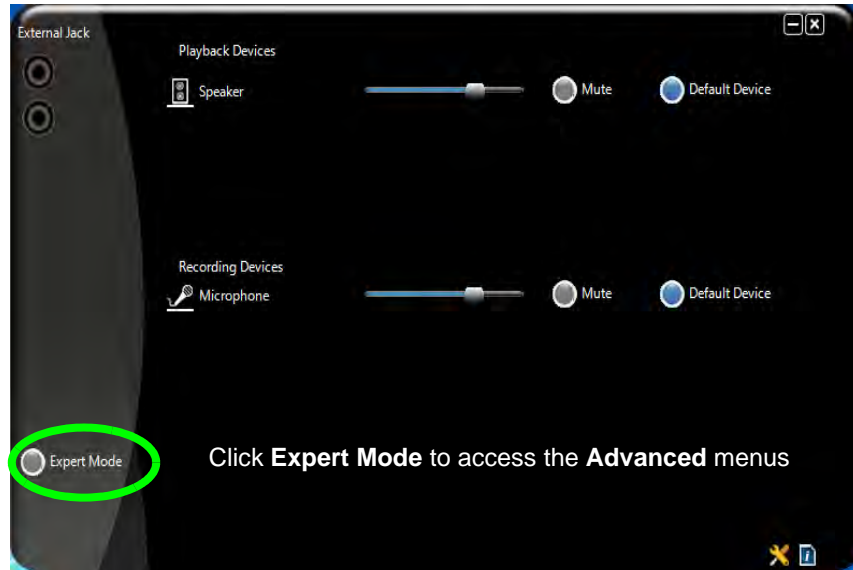 External Jack
Playback Devices
Speaker Mute Default Device
Recording Devices
Microphone Mute Default Device
Expert Mode
Click Expert Mode to access the Advanced menus